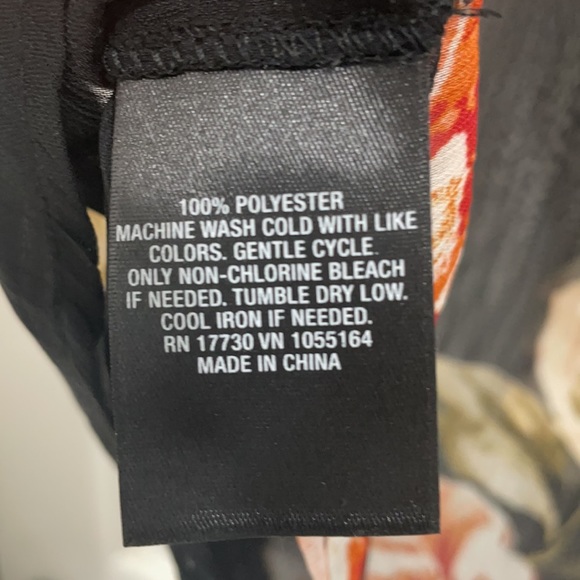 100% POLYESTER
MACHINE WASH COLD WITH LIKE
COLORS. GENTLE CYCLE.
ONLY NON-CHLORINE BLEACH
IF NEEDED. TUMBLE DRY LOW.
COOL IRON IF NEEDED.
RN 17730 VN 1055164
MADE IN CHINA